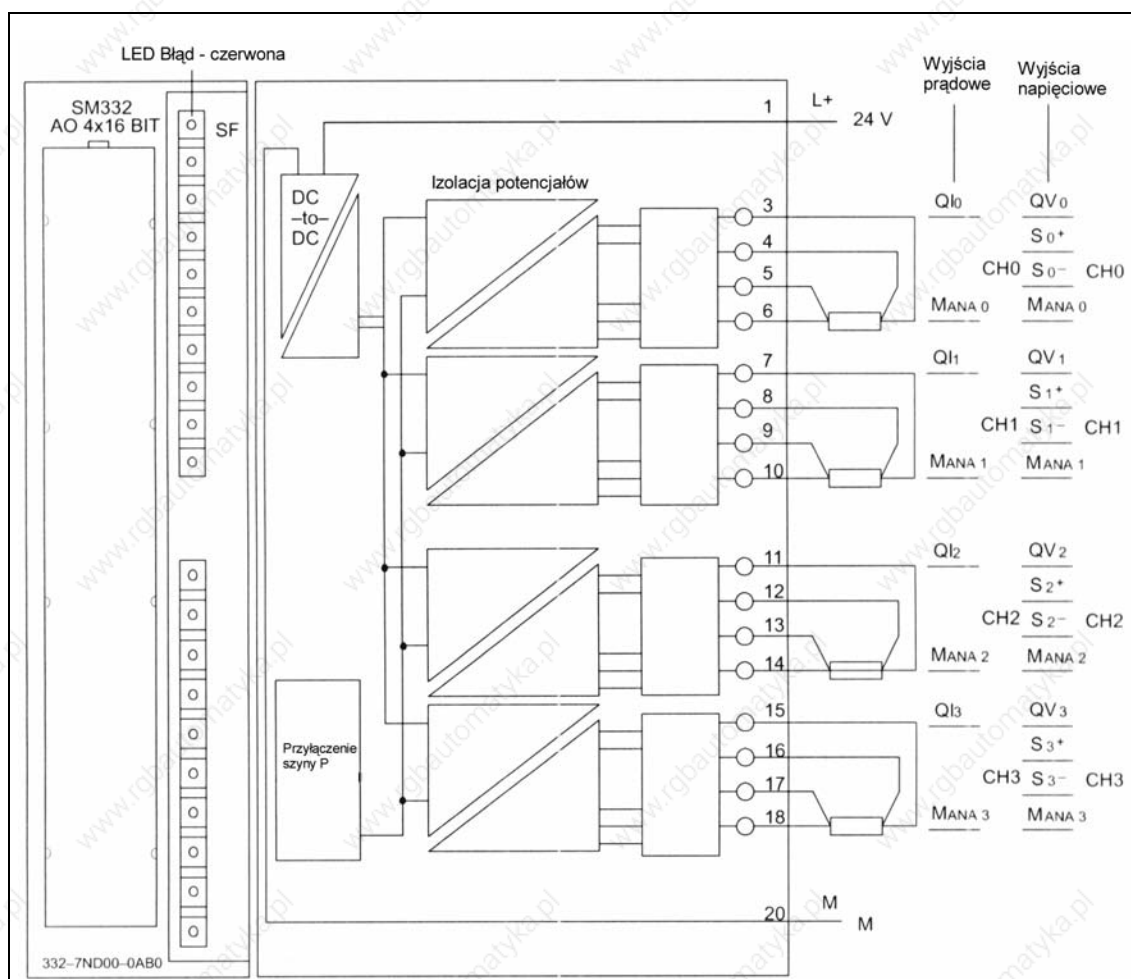 LED Błąd - czerwona
SM332
AO 4x16 BIT
SF
1
L+
24 V
Wyjścia
prądowe
Wyjścia
napięciowe
DC
–to–
DC
Izolacja potencjałów
3
4
5
6
QI0
MANA 0
CH0
QV0
S0+
S0−
MANA 0
CH0
7
8
9
10
QI1
MANA 1
CH1
QV1
S1+
S1−
MANA 1
CH1
11
12
13
14
QI2
MANA 2
CH2
QV2
S2+
S2−
MANA 2
CH2
Przyłączenie
szyny P
15
16
17
18
QI3
MANA 3
CH3
QV3
S3+
S3−
MANA 3
CH3
20
M
M
332–7ND00–0AB0
www.rgbautomatyka.pl